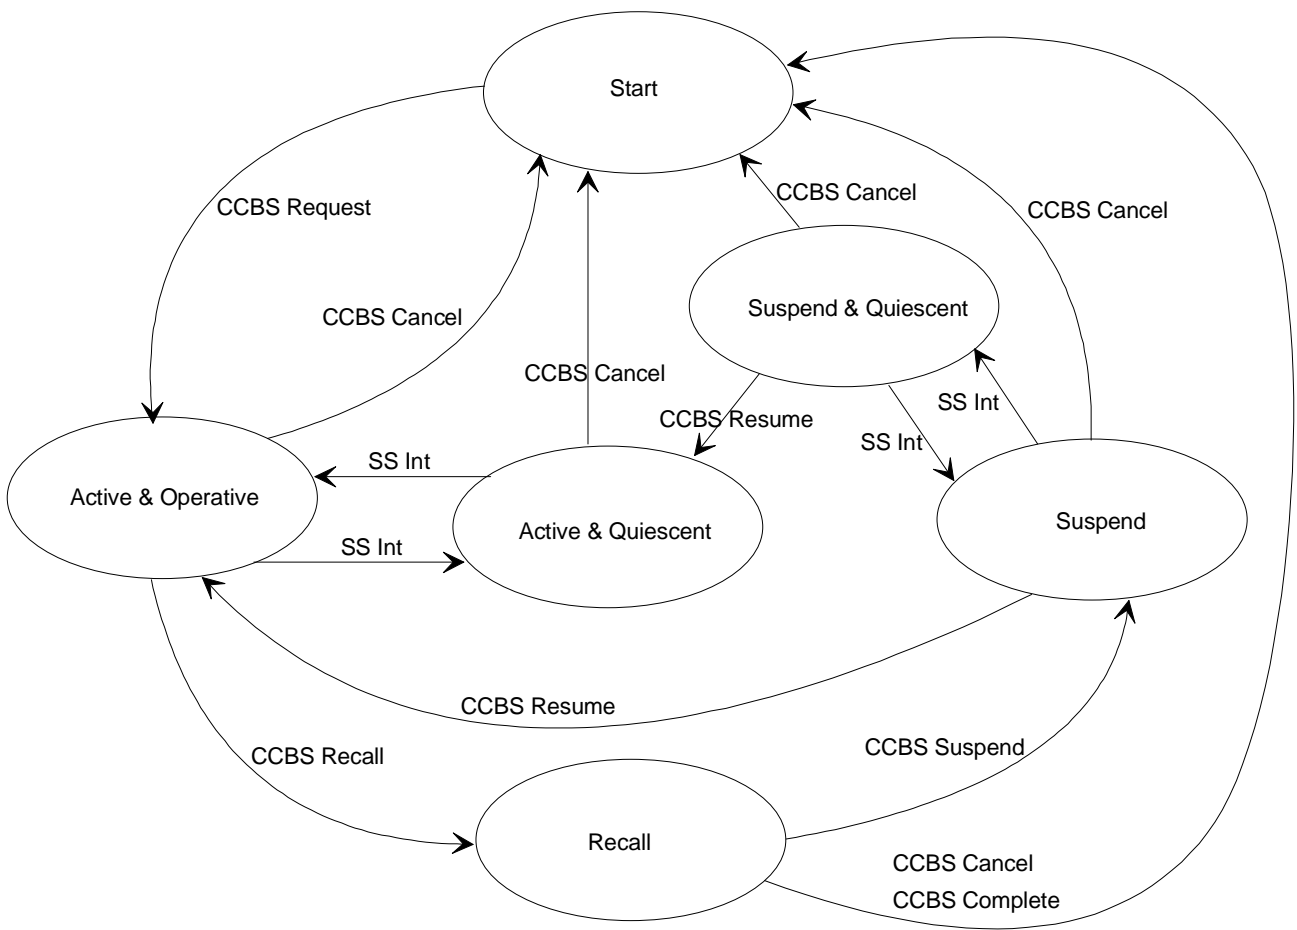 Start
CCBS Cancel
CCBS Request
CCBS Cancel
Suspend & Quiescent
CCBS Cancel
CCBS Cancel
SS Int
CCBS Resume
SS Int
SS Int
Active & Operative
Suspend
Active & Quiescent
SS Int
CCBS Resume
CCBS Suspend
CCBS Recall
Recall
CCBS Cancel
CCBS Complete